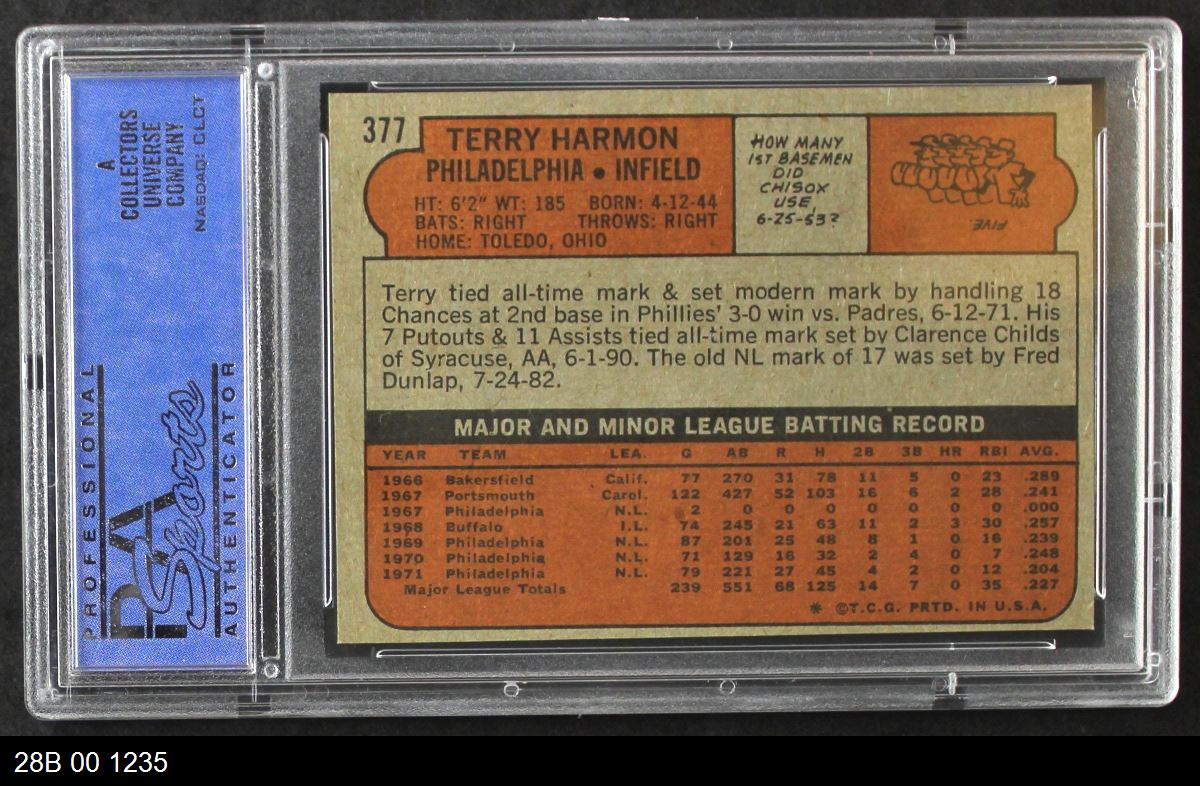 A
COLLECTORS
UNIVERSE
COMPANY
NASDAQ: CLCT
PROFESSIONAL
PSA
Sports
AUTHENTICATOR
377
TERRY HARMON
PHILADELPHIA • INFIELD
HT: 6'2" WT: 185 BORN: 4-12-44
BATS: RIGHT THROWS: RIGHT
HOME: TOLEDO, OHIO
HOW MANY
1ST BASEMEN
DID
CHISOX
USE,
6-25-53?
FIVE
Terry tied all-time mark & set modern mark by handling 18
Chances at 2nd base in Phillies' 3-0 win vs. Padres, 6-12-71. His
7 Putouts & 11 Assists tied all-time mark set by Clarence Childs
of Syracuse, AA, 6-1-90. The old NL mark of 17 was set by Fred
Dunlap, 7-24-82.
MAJOR AND MINOR LEAGUE BATTING RECORD
YEAR TEAM LEA. G AB R H 2B 3B HR RBI AVG.
1966 Bakersfield Calif. 77 270 31 78 11 5 0 23 .289
1967 Portsmouth Carol. 122 427 52 103 16 6 2 28 .241
1967 Philadelphia N.L. 2 0 0 0 0 0 0 0 .000
1968 Buffalo I.L. 74 245 21 63 11 2 3 30 .257
1969 Philadelphia N.L. 87 201 25 48 8 1 0 16 .239
1970 Philadelphia N.L. 71 129 16 32 2 4 0 7 .248
1971 Philadelphia N.L. 79 221 27 45 4 2 0 12 .204
Major League Totals 239 551 68 125 14 7 0 35 .227
* ©T.C.G. PRTD. IN U.S.A.
28B 00 1235